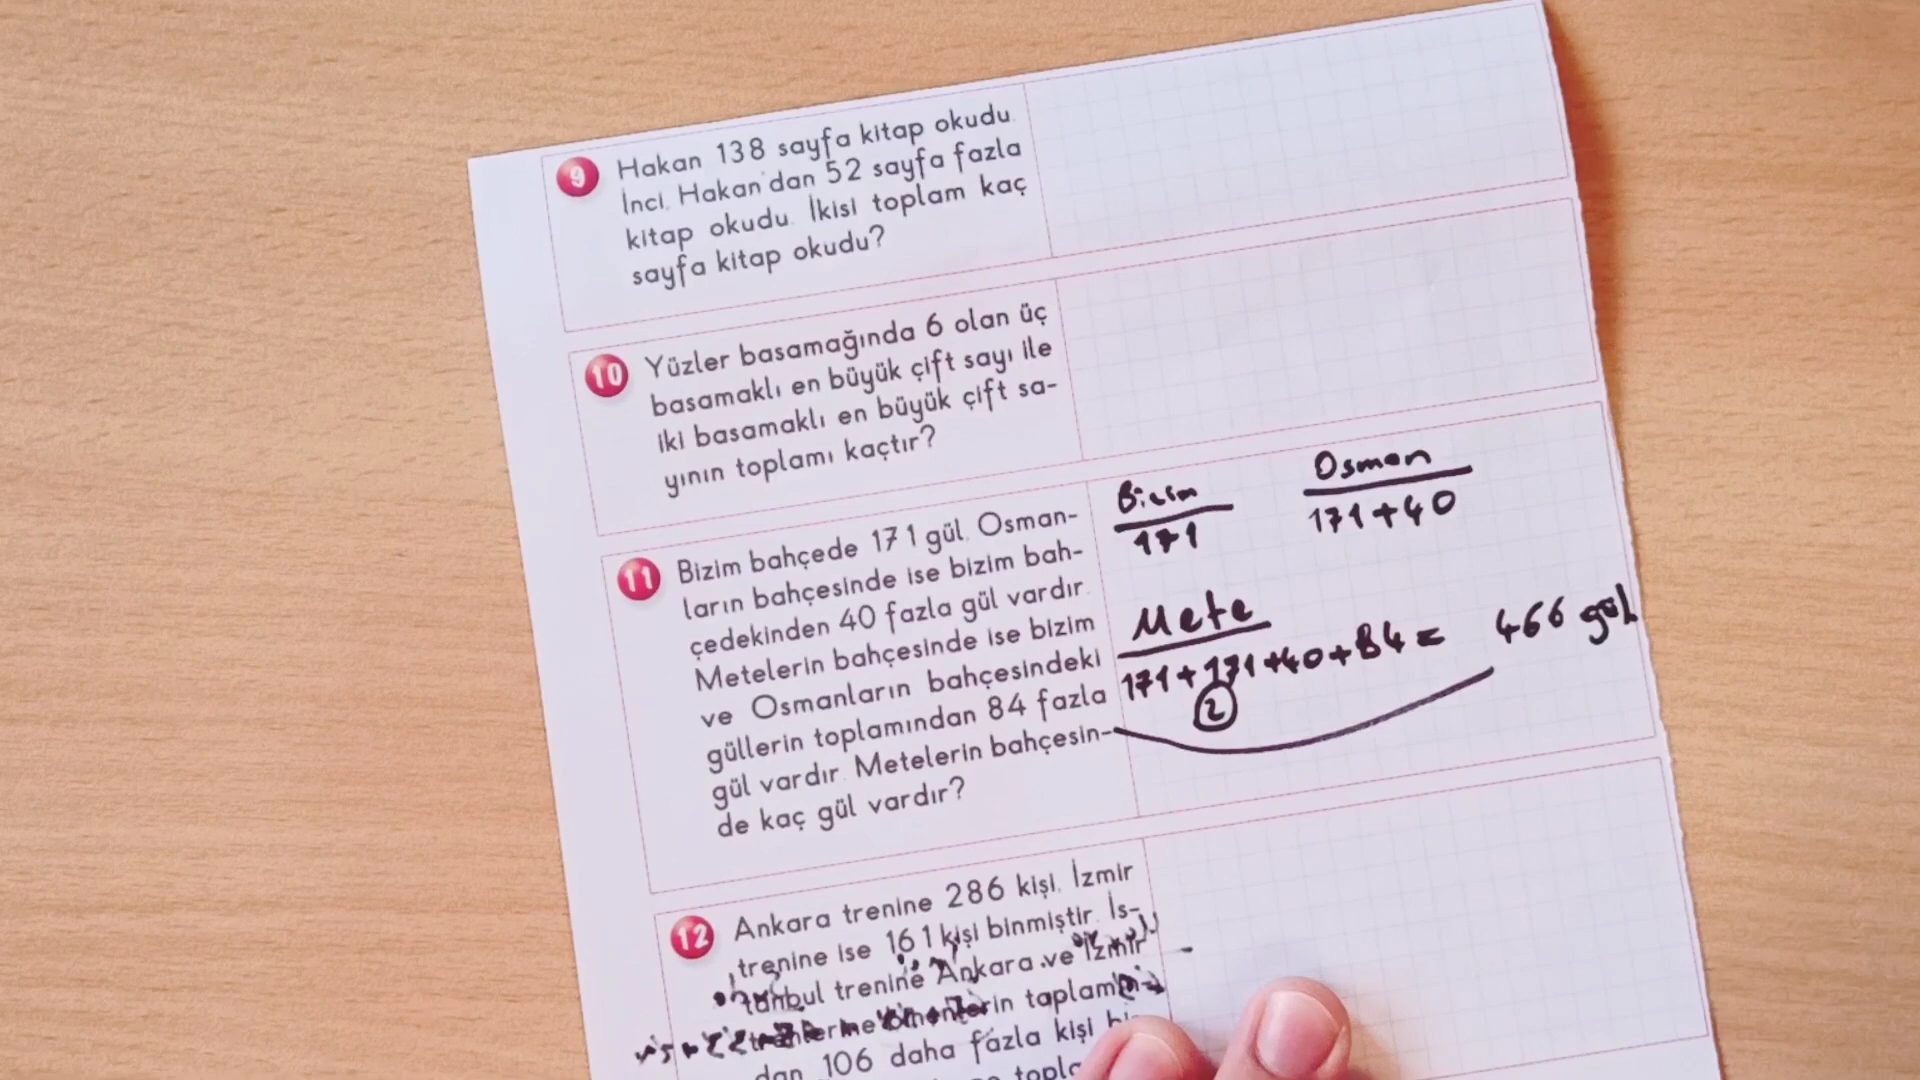 9 Hakan 138 sayfa kitap okudu.
İnci, Hakan'dan 52 sayfa fazla
kitap okudu. İkisi toplam kaç
sayfa kitap okudu?
10 Yüzler basamağında 6 olan üç
basamaklı en büyük çift sayı ile
iki basamaklı en büyük çift sa-
yının toplamı kaçtır?
11 Bizim bahçede 171 gül, Osman-
ların bahçesinde ise bizim bah-
çedekinden 40 fazla gül vardır.
Metelerin bahçesinde ise bizim
ve Osmanların bahçesindeki
güllerin toplamından 84 fazla
gül vardır. Metelerin bahçesin-
de kaç gül vardır?
Bizim
171
Osman
171+40
Mete
171+171+40+84= 466 gül
2
12 Ankara trenine 286 kişi, İzmir
trenine ise 161 kişi binmiştir. İs-
tanbul trenine Ankara ve İzmir
trenlerine binenlerin
dan 106 daha fazla kişi